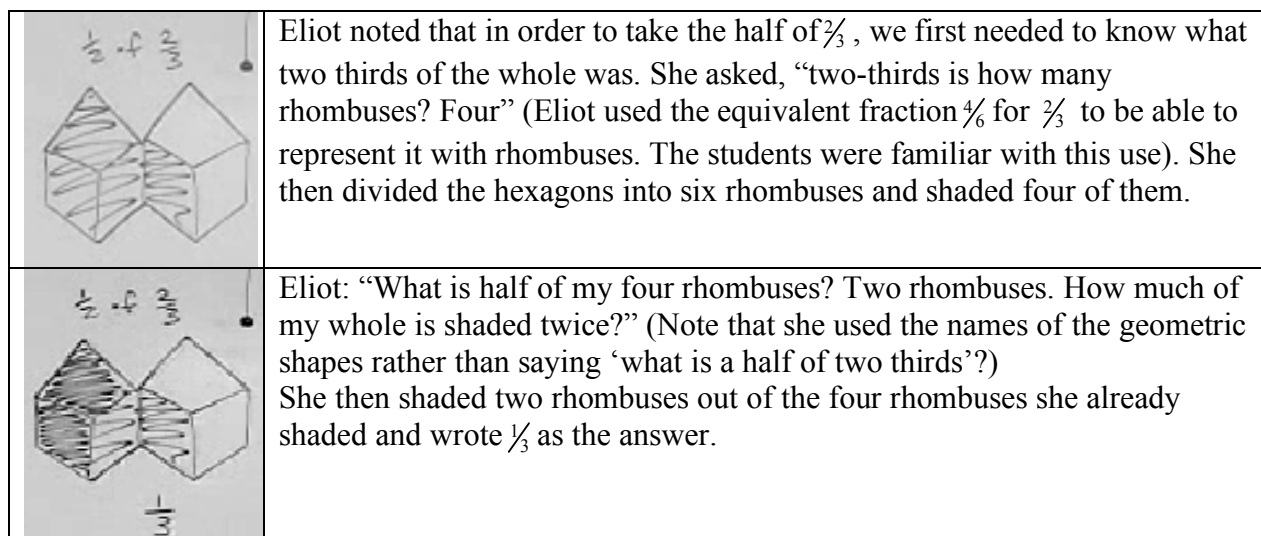 ½ of ⅔
Eliot noted that in order to take the half of ⅔ , we first needed to know what
two thirds of the whole was. She asked, “two-thirds is how many
rhombuses? Four” (Eliot used the equivalent fraction 4⁄6 for ⅔ to be able to
represent it with rhombuses. The students were familiar with this use). She
then divided the hexagons into six rhombuses and shaded four of them.
½ of ⅔
⅓
Eliot: “What is half of my four rhombuses? Two rhombuses. How much of
my whole is shaded twice?” (Note that she used the names of the geometric
shapes rather than saying ‘what is a half of two thirds’?)
She then shaded two rhombuses out of the four rhombuses she already
shaded and wrote ⅓ as the answer.